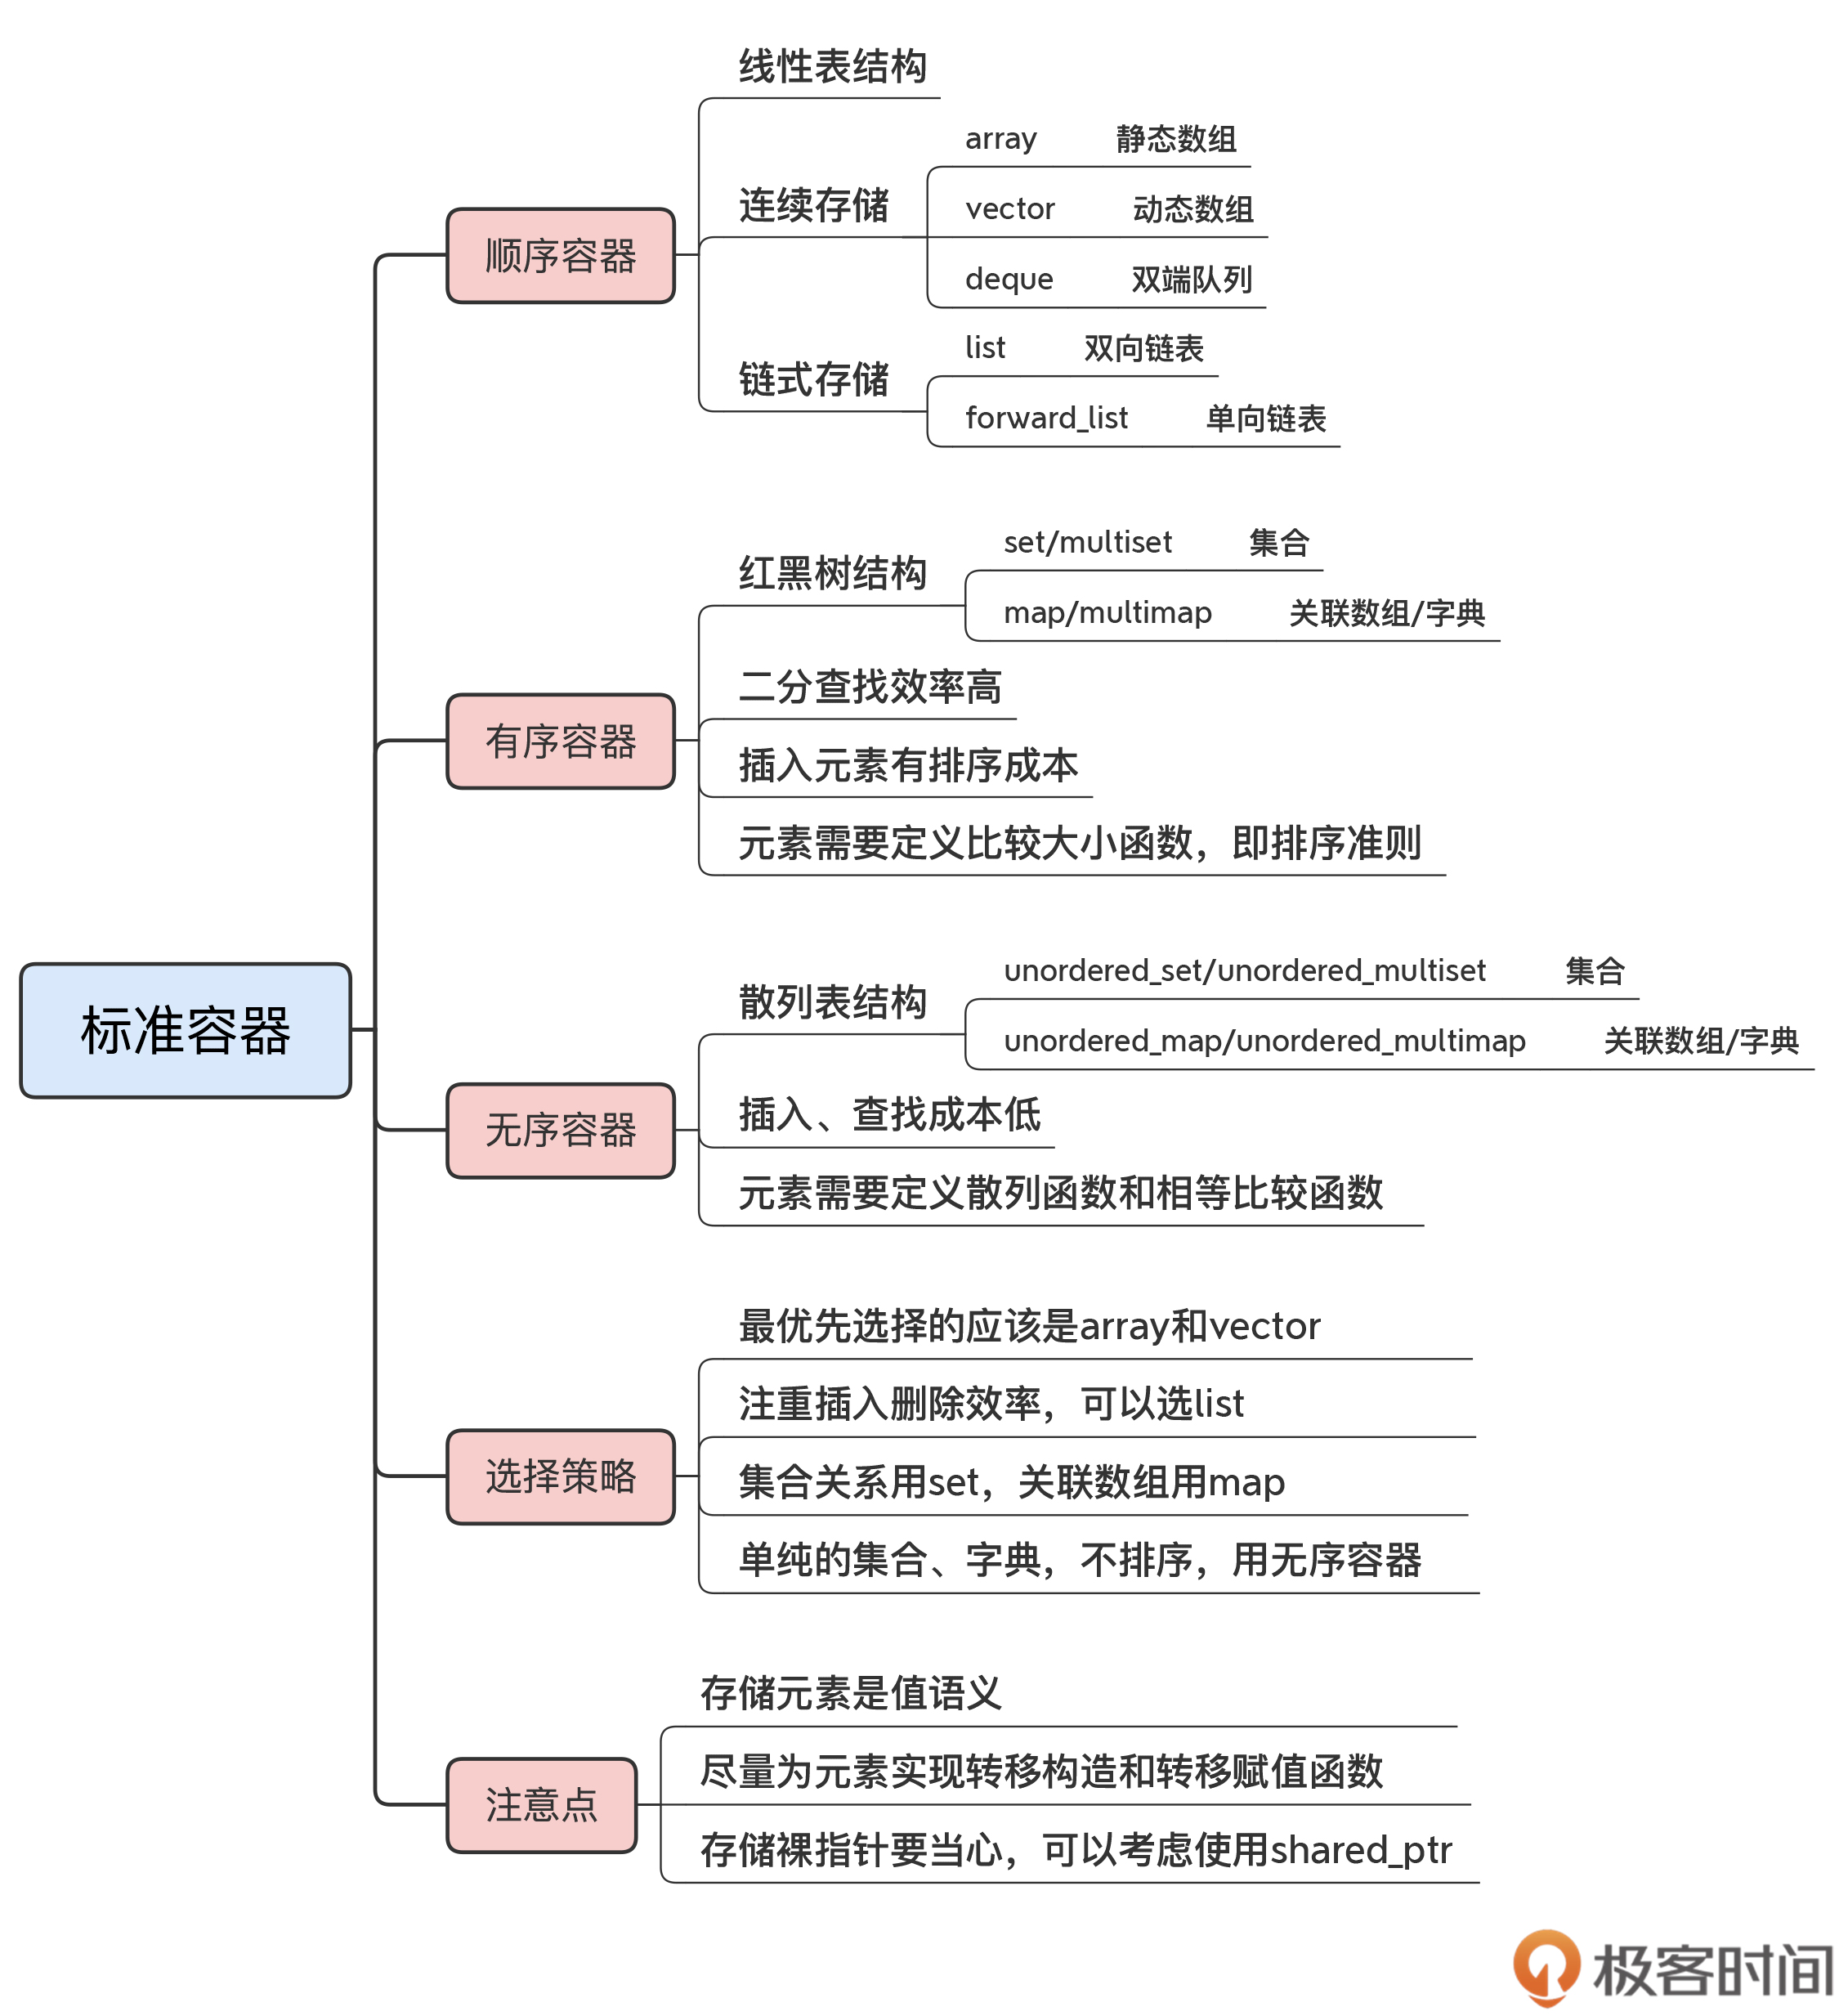 标准容器
顺序容器
线性表结构
连续存储
array 静态数组
vector 动态数组
deque 双端队列
链式存储
list 双向链表
forward_list 单向链表
有序容器
红黑树结构
set/multiset 集合
map/multimap 关联数组/字典
二分查找效率高
插入元素有排序成本
元素需要定义比较大小函数，即排序准则
无序容器
散列表结构
unordered_set/unordered_multiset 集合
unordered_map/unordered_multimap 关联数组/字典
插入、查找成本低
元素需要定义散列函数和相等比较函数
选择策略
最优先选择的应该是array和vector
注重插入删除效率，可以选list
集合关系用set，关联数组用map
单纯的集合、字典，不排序，用无序容器
注意点
存储元素是值语义
尽量为元素实现转移构造和转移赋值函数
存储裸指针要当心，可以考虑使用shared_ptr
极客时间